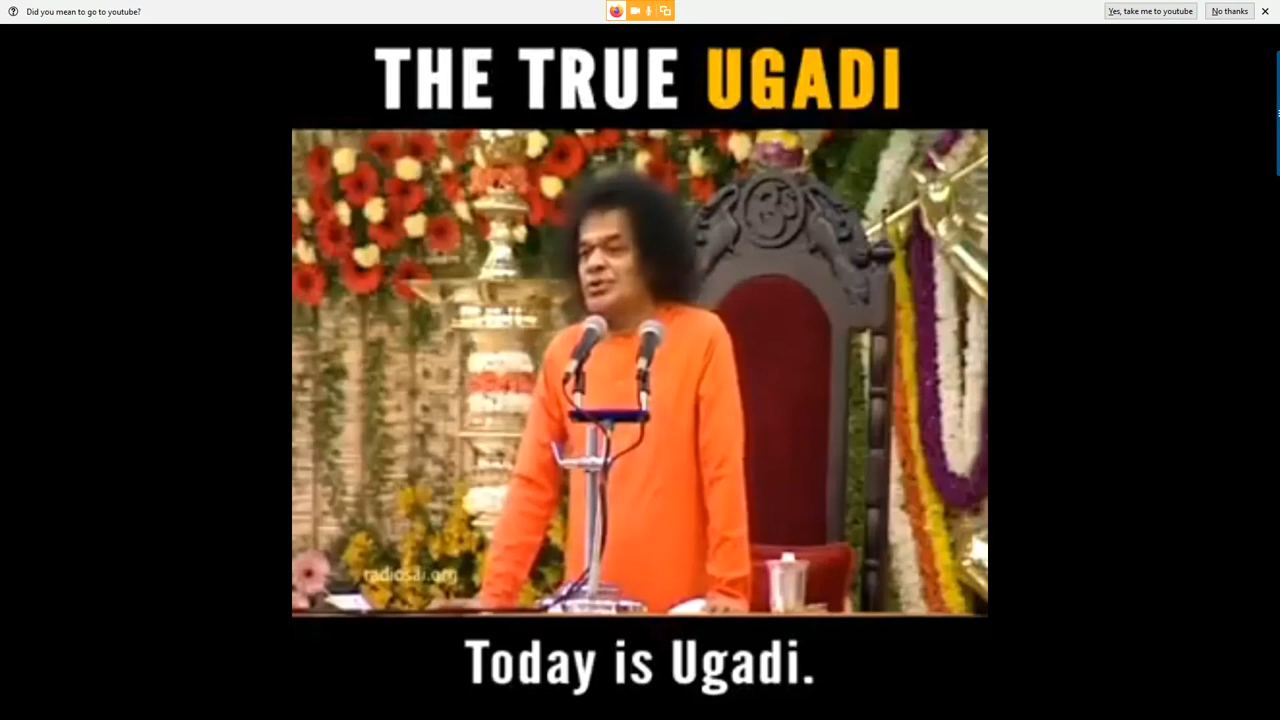 Did you mean to go to youtube?
Yes, take me to youtube
No thanks
THE TRUE UGADI
ॐ
radiosai.org
Today is Ugadi.